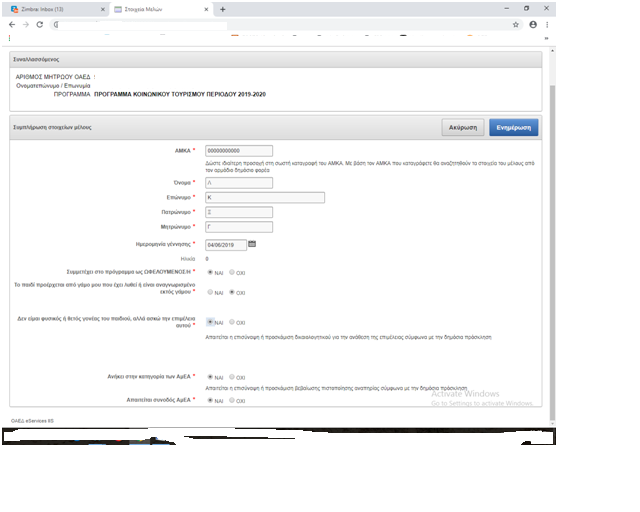 Zimbra: Inbox (13)
Στοιχεία Μελών
Συναλλασσόμενος
ΑΡΙΘΜΟΣ ΜΗΤΡΩΟΥ ΟΑΕΔ :
Ονοματεπώνυμο / Επωνυμία
ΠΡΟΓΡΑΜΜΑ ΠΡΟΓΡΑΜΜΑ ΚΟΙΝΩΝΙΚΟΥ ΤΟΥΡΙΣΜΟΥ ΠΕΡΙΟΔΟΥ 2019-2020
Συμπλήρωση στοιχείων μέλους
Ακύρωση
Ενημέρωση
ΑΜΚΑ * 00000000000
Δώστε ιδιαίτερη προσοχή στη σωστή καταγραφή του ΑΜΚΑ. Με βάση τον ΑΜΚΑ που καταγράφετε θα αναζητηθούν τα στοιχεία του μέλους από
τον αρμόδιο δημόσιο φορέα
Όνομα * Λ
Επώνυμο * Κ
Πατρώνυμο * Σ
Μητρώνυμο * Γ
Ημερομηνία γέννησης * 04/06/2019
Ηλικία 0
Συμμετέχει στο πρόγραμμα ως ΩΦΕΛΟΥΜΕΝΟΣ/Η * ΝΑΙ ΟΧΙ
Το παιδί προέρχεται από γάμο μου που έχει λυθεί ή είναι αναγνωρισμένο
εκτός γάμου * ΝΑΙ ΟΧΙ
Δεν είμαι φυσικός ή θετός γονέας του παιδιού, αλλά ασκώ την επιμέλεια
αυτού * ΝΑΙ ΟΧΙ
Απαιτείται η επισύναψη ή προσκόμιση δικαιολογητικού για την ανάθεση της επιμέλειας σύμφωνα με την δημόσια πρόσκληση
Ανήκει στην κατηγορία των ΑμΕΑ * ΝΑΙ ΟΧΙ
Απαιτείται η επισύναψη ή προσκόμιση βεβαίωσης πιστοποίησης αναπηρίας σύμφωνα με την δημόσια πρόσκληση
Απαιτείται συνοδός ΑμΕΑ * ΝΑΙ ΟΧΙ
Activate Windows
Go to Settings to activate Windows.
ΟΑΕΔ eServices IIS